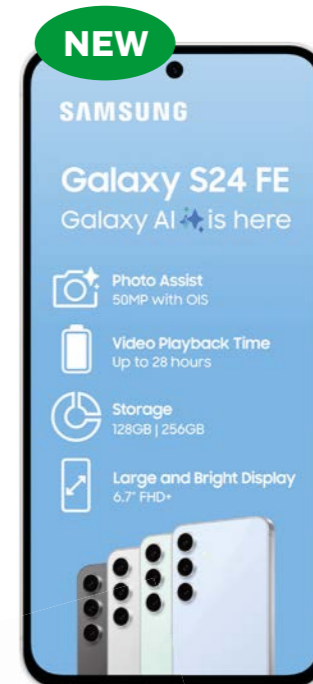 NEW
SAMSUNG
Galaxy S24 FE
Galaxy AI is here
Photo Assist
50MP with OIS
Video Playback Time
Up to 28 hours
Storage
128GB | 256GB
Large and Bright Display
6.7" FHD+